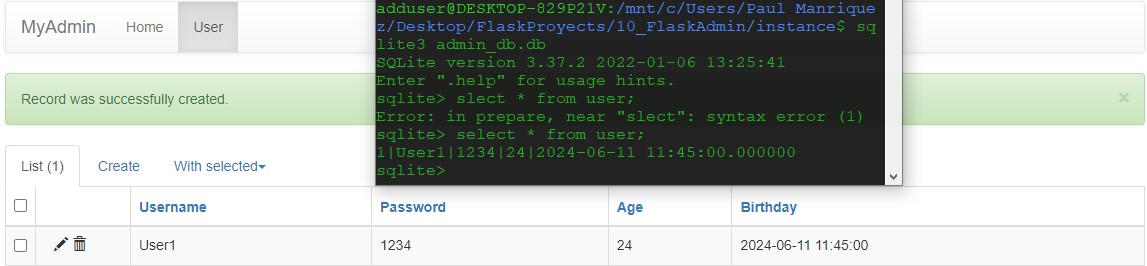 MyAdmin Home User
Record was successfully created. ×
adduser@DESKTOP-829P21V:/mnt/c/Users/Paul Manrique
z/Desktop/FlaskProyects/10_FlaskAdmin/instance$ sq
lite3 admin_db.db
SQLite version 3.37.2 2022-01-06 13:25:41
Enter ".help" for usage hints.
sqlite> slect * from user;
Error: in prepare, near "slect": syntax error (1)
sqlite> select * from user;
1|User1|1234|24|2024-06-11 11:45:00.000000
sqlite>
List (1) Create With selected
Username Password Age Birthday
User1 1234 24 2024-06-11 11:45:00